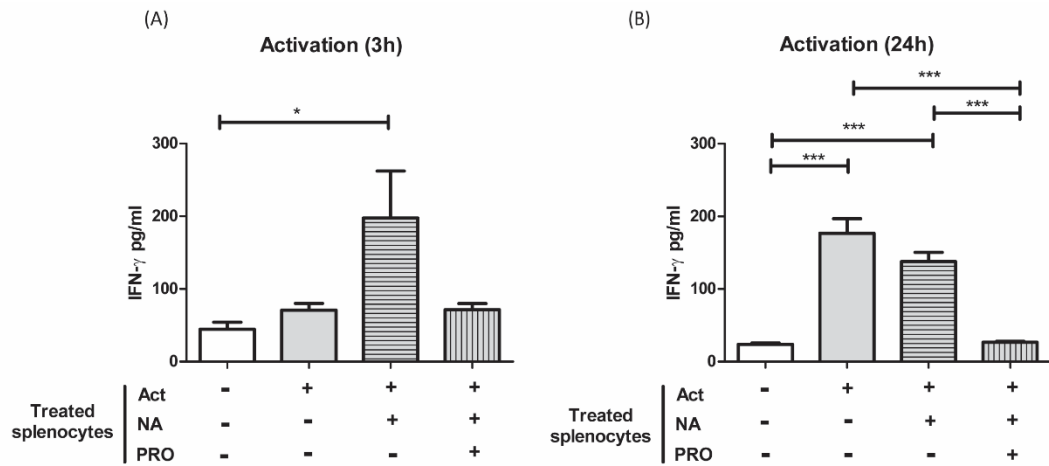 (A)
Activation (3h)
*
300
200
100
0
IFN-γ pg/ml
Treated splenocytes
Act - + + +
NA - - + +
PRO - - - +
(B)
Activation (24h)
***
***
***
***
300
200
100
0
IFN-γ pg/ml
Treated splenocytes
Act - + + +
NA - - + +
PRO - - - +